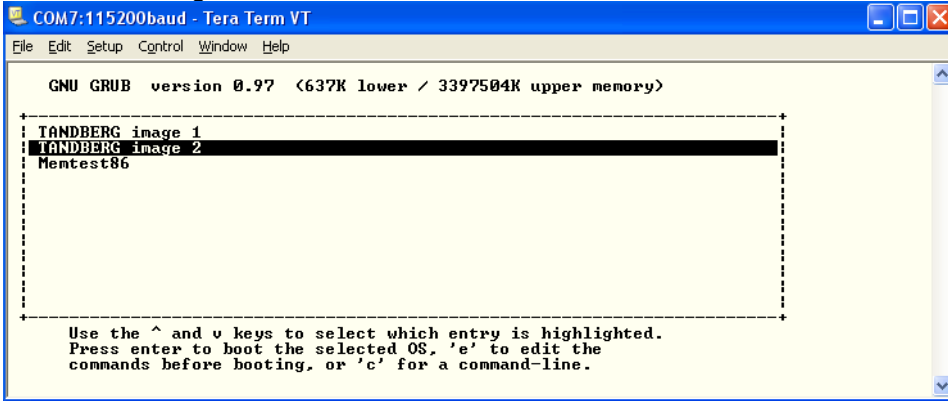 COM7:115200baud - Tera Term VT
File Edit Setup Control Window Help
GNU GRUB version 0.97 (637K lower / 3397504K upper memory)
TANDBERG image 1
TANDBERG image 2
Memtest86
Use the ^ and v keys to select which entry is highlighted.
Press enter to boot the selected OS, 'e' to edit the
commands before booting, or 'c' for a command-line.